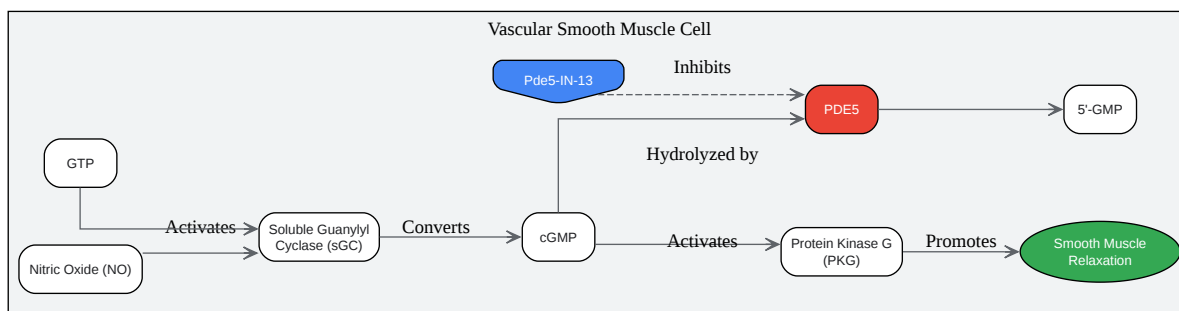 Vascular Smooth Muscle Cell
Pde5-IN-13
Inhibits
PDE5
5'-GMP
Hydrolyzed by
GTP
Activates
Soluble Guanylyl
Cyclase (sGC)
Converts
cGMP
Activates
Protein Kinase G
(PKG)
Promotes
Smooth Muscle
Relaxation
Nitric Oxide (NO)